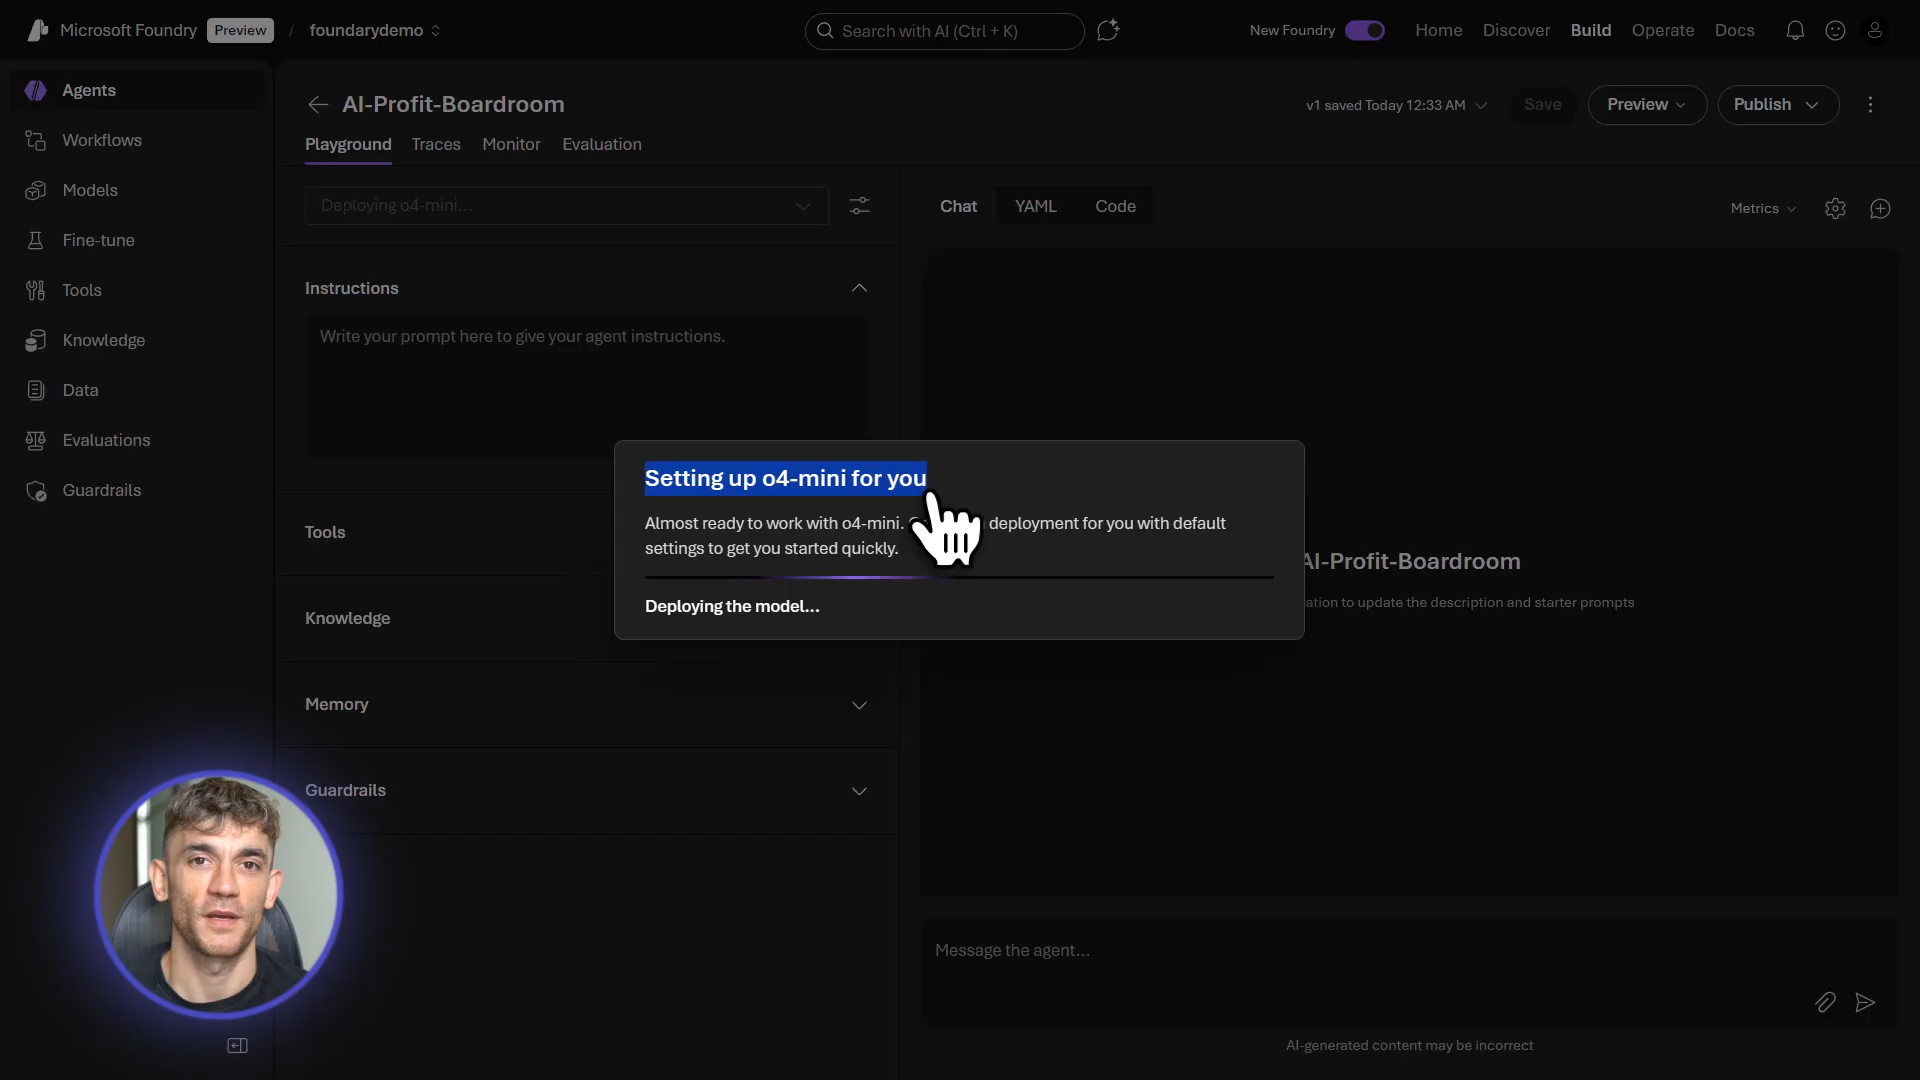 Microsoft Foundry Preview / foundarydemo
Search with AI (Ctrl + K)
New Foundry
Home Discover Build Operate Docs
Agents
Workflows
Models
Fine-tune
Tools
Knowledge
Data
Evaluations
Guardrails
AI-Profit-Boardroom
v1 saved Today 12:33 AM
Save
Preview
Publish
Playground Traces Monitor Evaluation
Deploying o4-mini...
Chat YAML Code
Metrics
Instructions
Write your prompt here to give your agent instructions.
Tools
Knowledge
Memory
Guardrails
Setting up o4-mini for you
Almost ready to work with o4-mini. deployment for you with default
settings to get you started quickly.
Deploying the model...
AI-Profit-Boardroom
to update the description and starter prompts
Message the agent...
AI-generated content may be incorrect